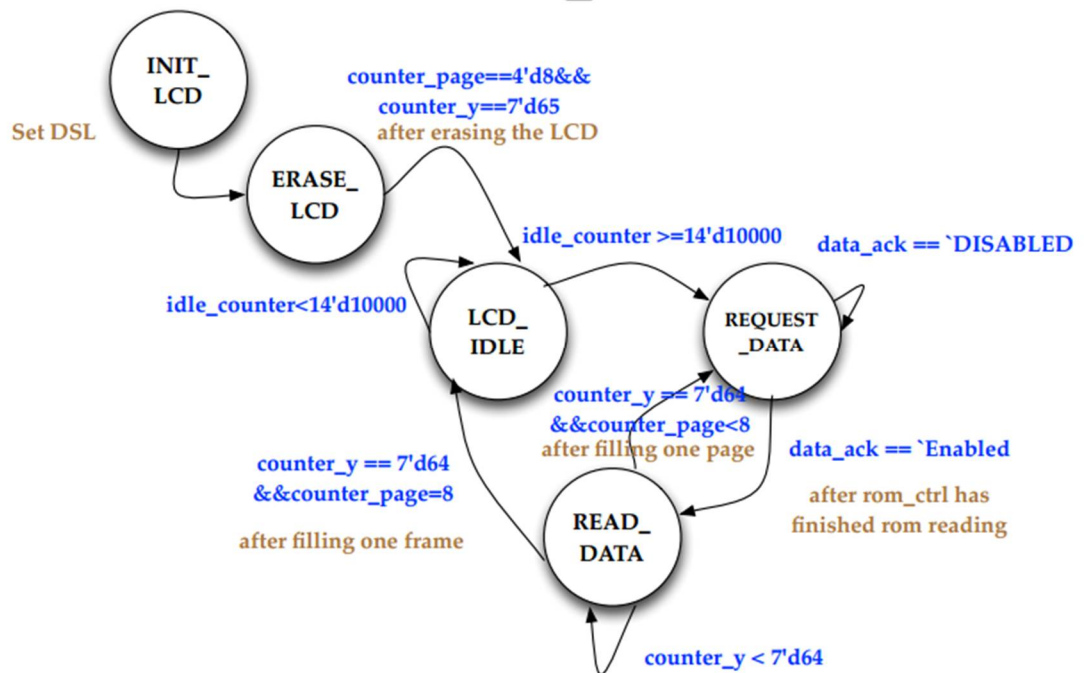 INIT_
LCD
Set DSL
counter_page==4'd8&&
counter_y==7'd65
after erasing the LCD
ERASE_
LCD
idle_counter >=14'd10000
data_ack == `DISABLED
idle_counter<14'd10000
LCD_
IDLE
REQUEST
_DATA
counter_y == 7'd64
&&counter_page<8
after filling one page
data_ack == `Enabled
after rom_ctrl has
finished rom reading
counter_y == 7'd64
&&counter_page=8
after filling one frame
READ_
DATA
counter_y < 7'd64